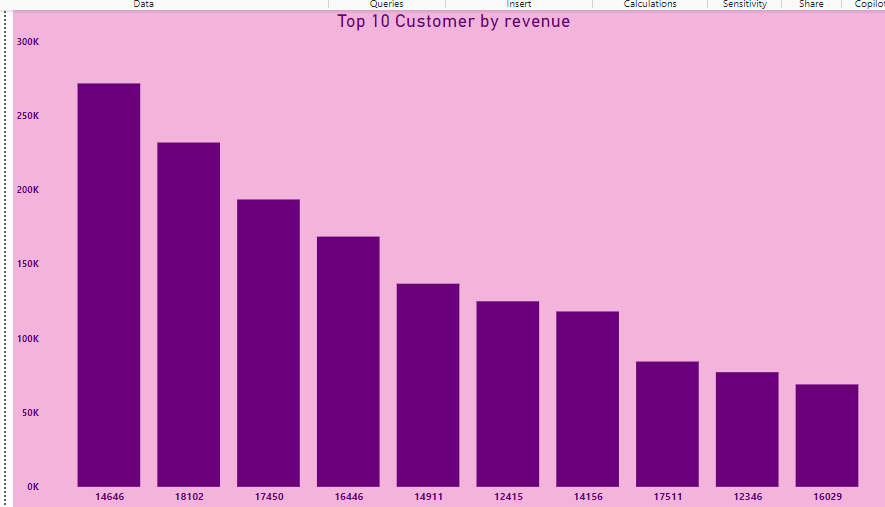 Data Queries Insert Calculations Sensitivity Share Copilot
Top 10 Customer by revenue
300K
250K
200K
150K
100K
50K
0K
14646 18102 17450 16446 14911 12415 14156 17511 12346 16029